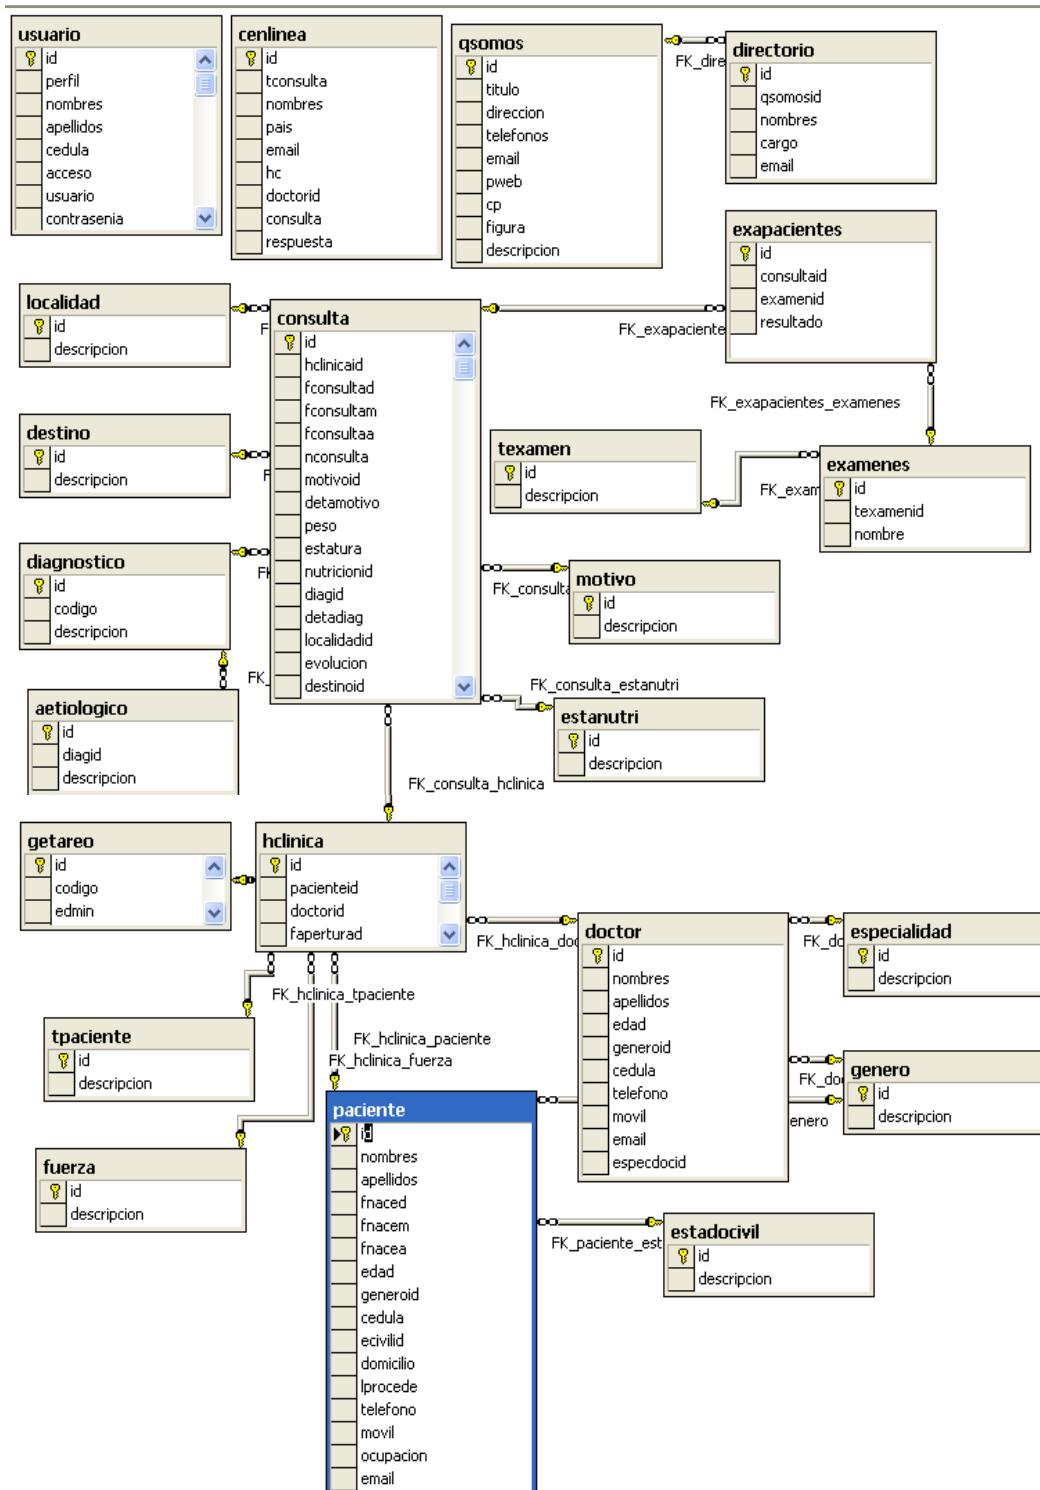 usuario
id
perfil
nombres
apellidos
cedula
acceso
usuario
contrasenia
cenlinea
id
tconsulta
nombres
pais
email
hc
doctorid
consulta
respuesta
qsomos
id
titulo
direccion
telefonos
email
pweb
cp
figura
descripcion
FK_dire
directorio
id
qsomosid
nombres
cargo
email
exapacientes
id
consultaid
examenid
resultado
FK_exapaciente
FK_exapacientes_examenes
localidad
id
descripcion
F
consulta
id
hclinicaid
fconsultad
fconsultam
fconsultaa
nconsulta
motivoid
detamotivo
peso
estatura
nutricionid
diagid
detadiag
localidadid
evolucion
destinoid
destino
id
descripcion
F
texamen
id
descripcion
FK_exam
examenes
id
texamenid
nombre
diagnostico
id
codigo
descripcion
FK
FK_consulta
motivo
id
descripcion
FK_
aetiologico
id
diagid
descripcion
FK_consulta_estanutri
estanutri
id
descripcion
FK_consulta_hclinica
getareo
id
codigo
edmin
hclinica
id
pacienteid
doctorid
faperturad
FK_hclinica_doc
doctor
id
nombres
apellidos
edad
generoid
cedula
telefono
movil
email
especdocid
FK_do
especialidad
id
descripcion
FK_do
enero
genero
id
descripcion
FK_hclinica_tpaciente
FK_hclinica_paciente
FK_hclinica_fuerza
tpaciente
id
descripcion
fuerza
id
descripcion
paciente
id
nombres
apellidos
fnaced
fnacem
fnacea
edad
generoid
cedula
ecivilid
domicilio
lprocede
telefono
movil
ocupacion
email
FK_paciente_est
estadocivil
id
descripcion